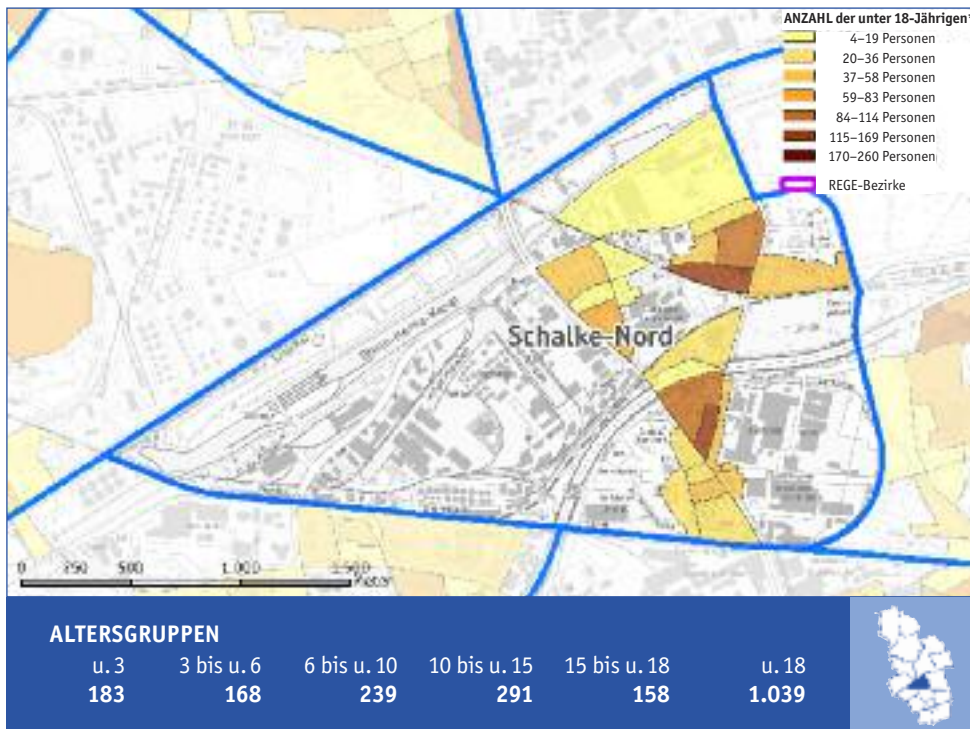 ANZAHL der unter 18-Jährigen*
4–19 Personen
20–36 Personen
37–58 Personen
59–83 Personen
84–114 Personen
115–169 Personen
170–260 Personen
REGE-Bezirke
Schalke-Nord
0 250 500 1.000 1.500
Meter
ALTERSGRUPPEN
u. 3 3 bis u. 6 6 bis u. 10 10 bis u. 15 15 bis u. 18 u. 18
183 168 239 291 158 1.039